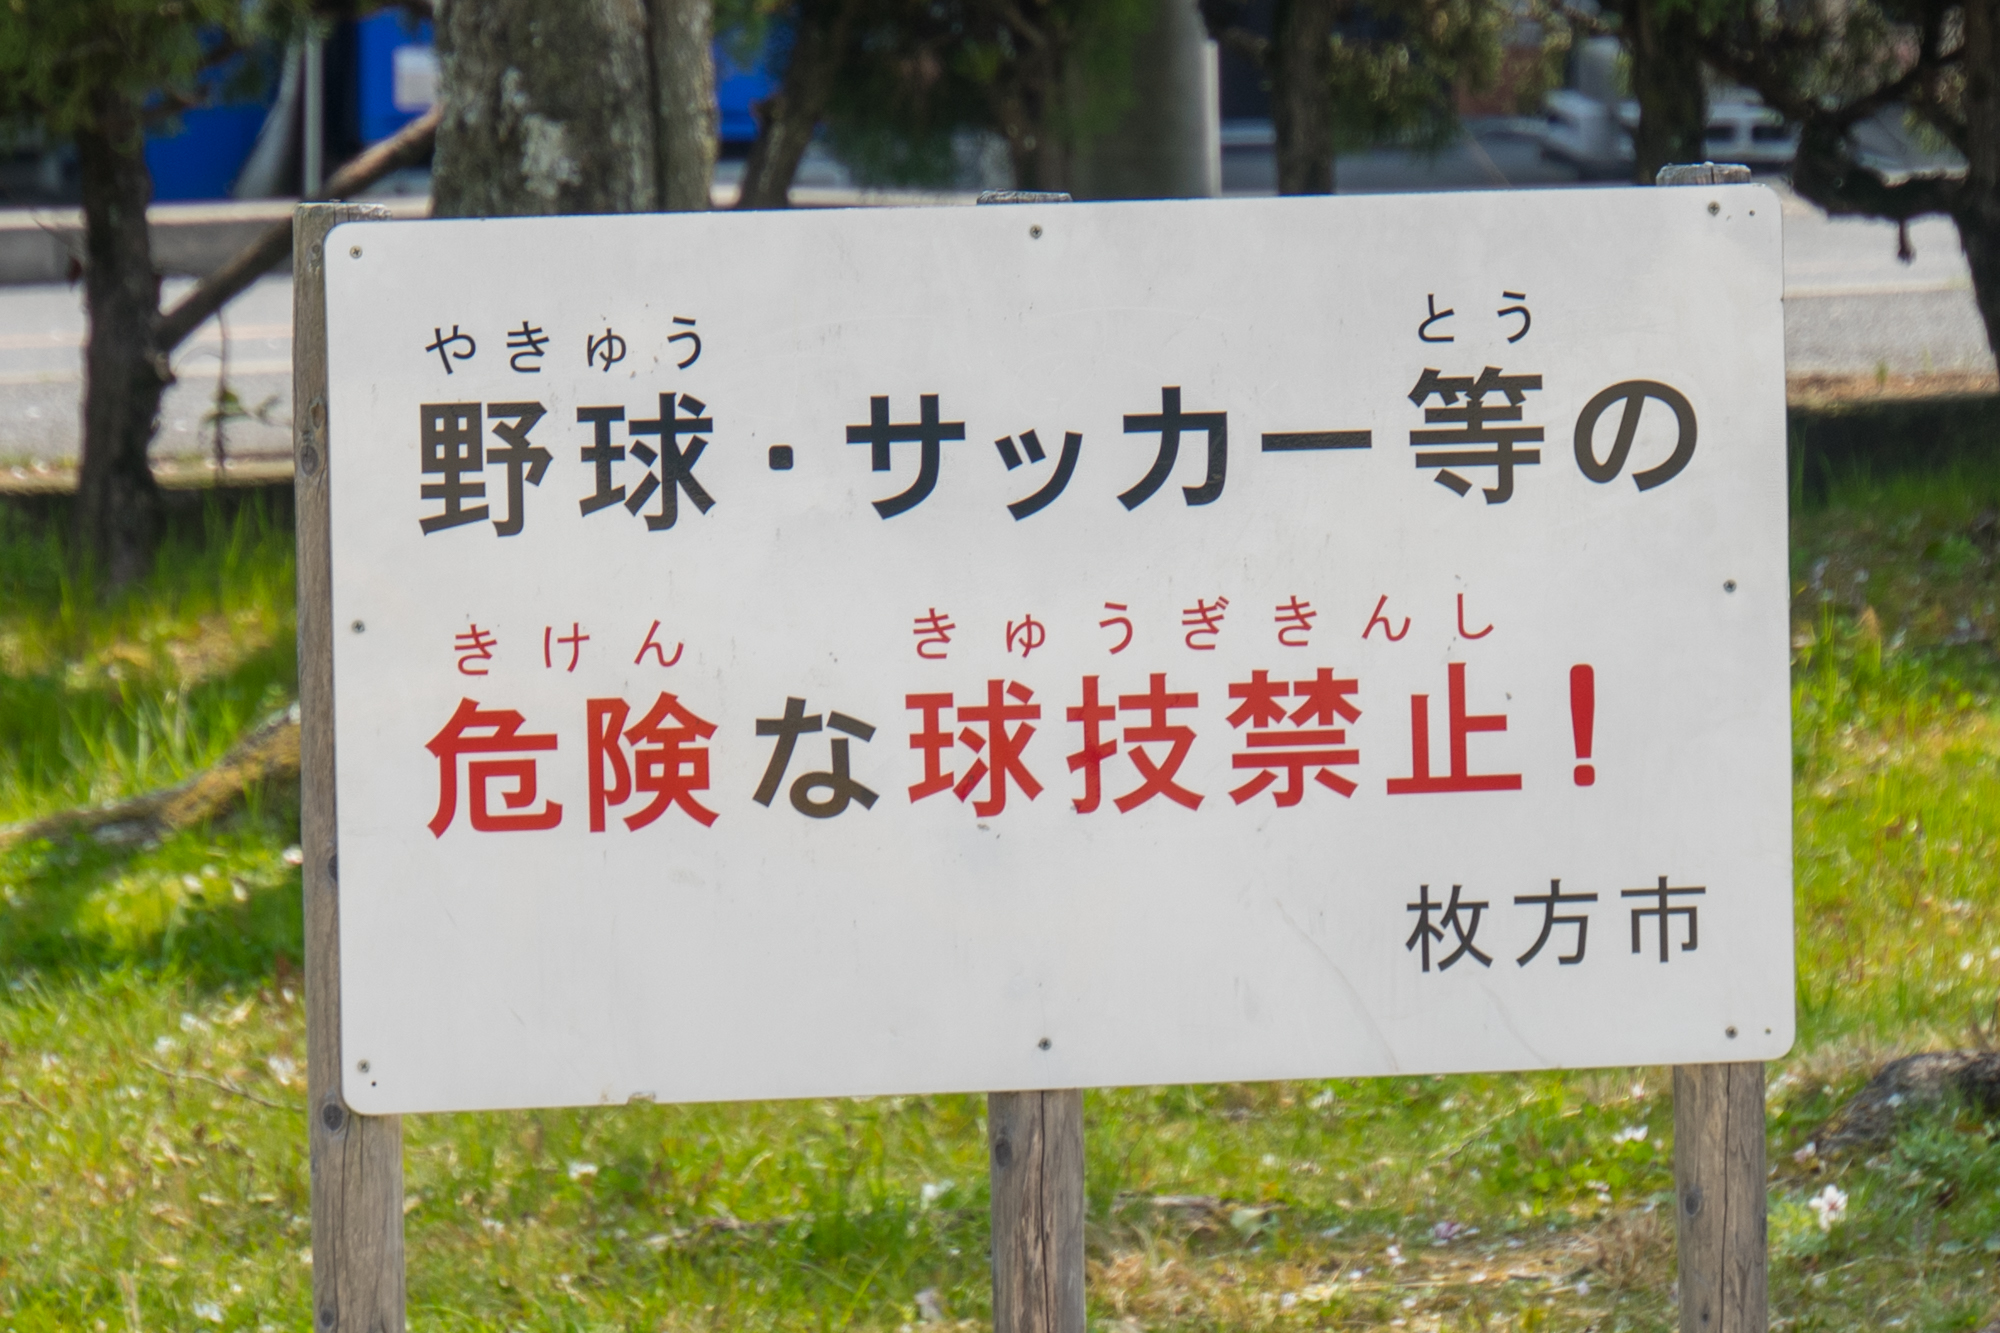 やきゅう とう
野球・サッカー等の
きけん きゅうぎきんし
危険な球技禁止!
枚方市